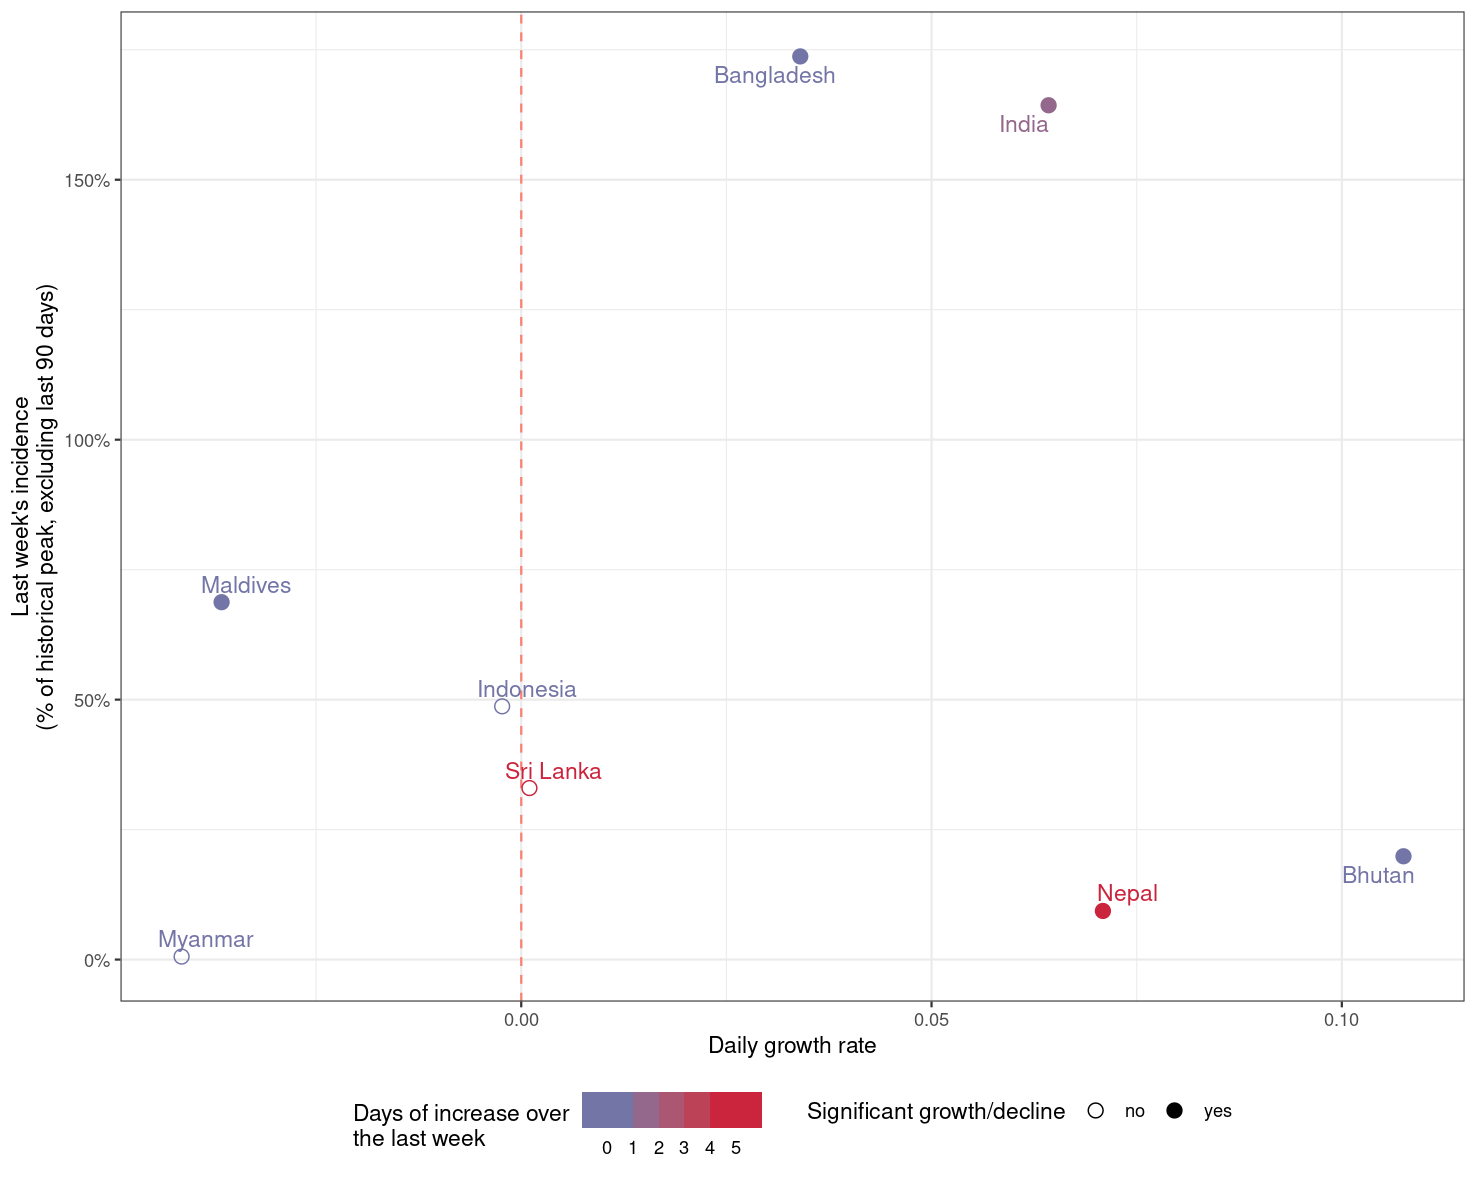 Bangladesh
India
150%
100%
Last week's incidence
(% of historical peak, excluding last 90 days)
Maldives
Indonesia
50%
Sri Lanka
Bhutan
Nepal
Myanmar
0%
0.00 0.05 0.10
Daily growth rate
Days of increase over
the last week
0 1 2 3 4 5
Significant growth/decline no yes